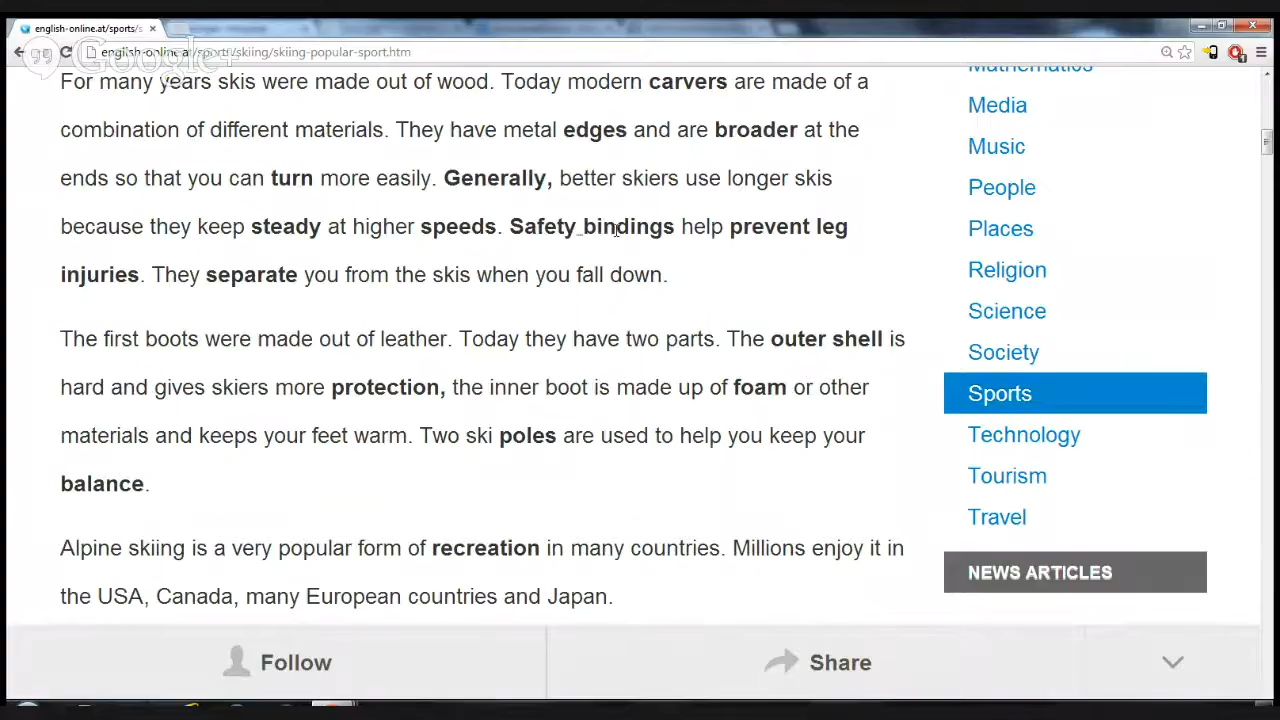 english-online.at/sports/s
Google+
english-online.at/sports/skiing/skiing-popular-sport.htm
For many years skis were made out of wood. Today modern carvers are made of a
combination of different materials. They have metal edges and are broader at the
ends so that you can turn more easily. Generally, better skiers use longer skis
because they keep steady at higher speeds. Safety bindings help prevent leg
injuries. They separate you from the skis when you fall down.
The first boots were made out of leather. Today they have two parts. The outer shell is
hard and gives skiers more protection, the inner boot is made up of foam or other
materials and keeps your feet warm. Two ski poles are used to help you keep your
balance.
Alpine skiing is a very popular form of recreation in many countries. Millions enjoy it in
the USA, Canada, many European countries and Japan.
Mathematics
Media
Music
People
Places
Religion
Science
Society
Sports
Technology
Tourism
Travel
NEWS ARTICLES
Follow
Share